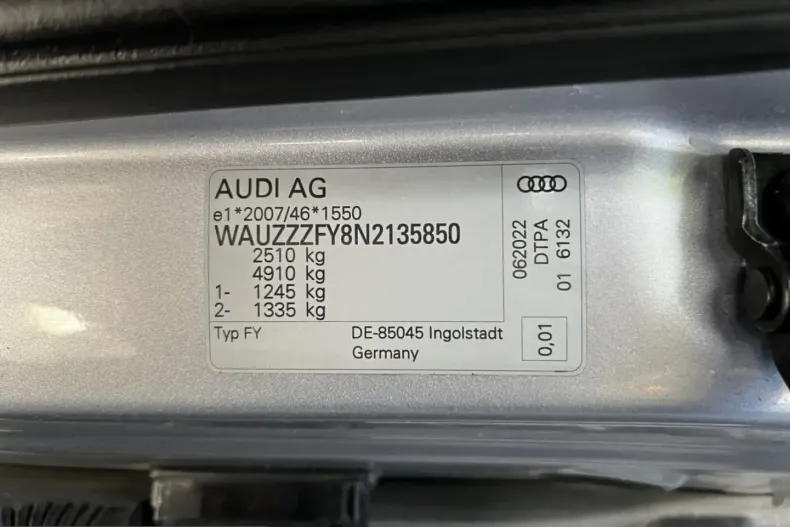 AUDI AG
e1*2007/46*1550
WAUZZZFY8N2135850
2510 kg
4910 kg
1- 1245 kg
2- 1335 kg
Typ FY
DE-85045 Ingolstadt
Germany
062022
DTPA
01 6132
0,01